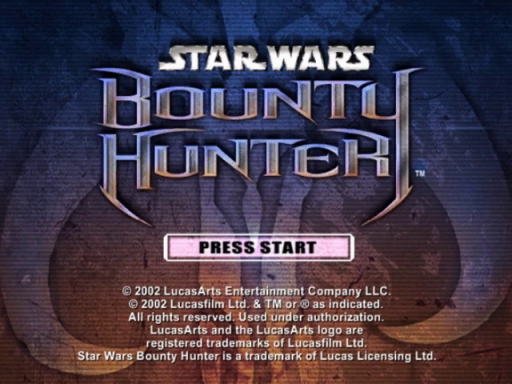 STAR WARS
BOUNTY
HUNTER™
PRESS START
© 2002 LucasArts Entertainment Company LLC.
© 2002 Lucasfilm Ltd. & TM or ® as indicated.
All rights reserved. Used under authorization.
LucasArts and the LucasArts logo are
registered trademarks of Lucasfilm Ltd.
Star Wars Bounty Hunter is a trademark of Lucas Licensing Ltd.